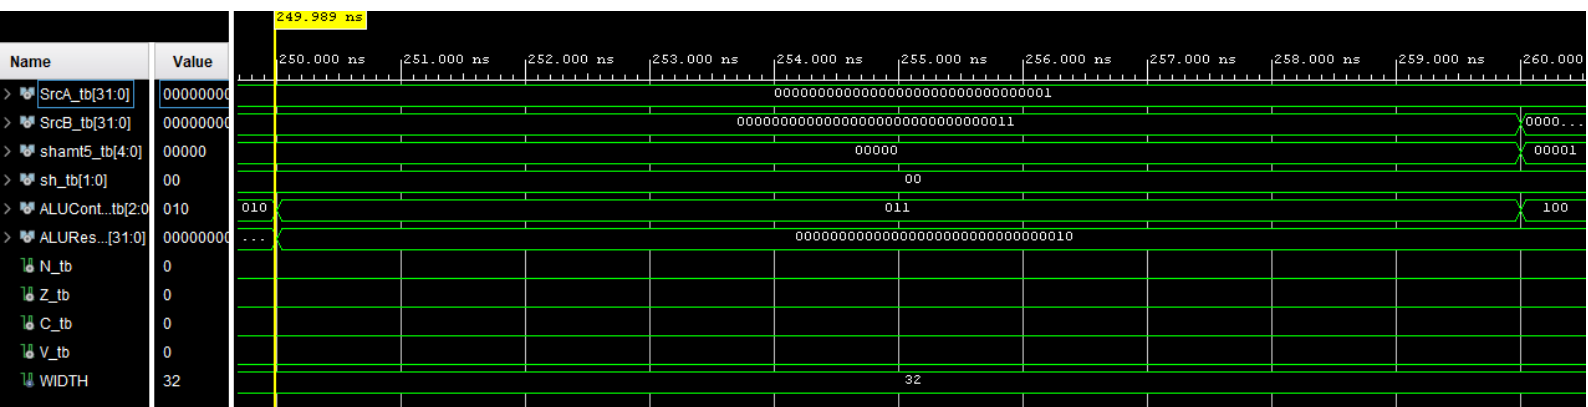 249.989 ns
Name Value 250.000 ns 251.000 ns 252.000 ns 253.000 ns 254.000 ns 255.000 ns 256.000 ns 257.000 ns 258.000 ns 259.000 ns 260.000
SrcA_tb[31:0] 00000000 00000000000000000000000000000001
SrcB_tb[31:0] 00000000 00000000000000000000000000000011 0000...
shamt5_tb[4:0] 00000 00000 00001
sh_tb[1:0] 00 00
ALUCont...tb[2:0 010 010 011 100
ALURes...[31:0] 00000000 ... 00000000000000000000000000000010
N_tb 0
Z_tb 0
C_tb 0
V_tb 0
WIDTH 32 32